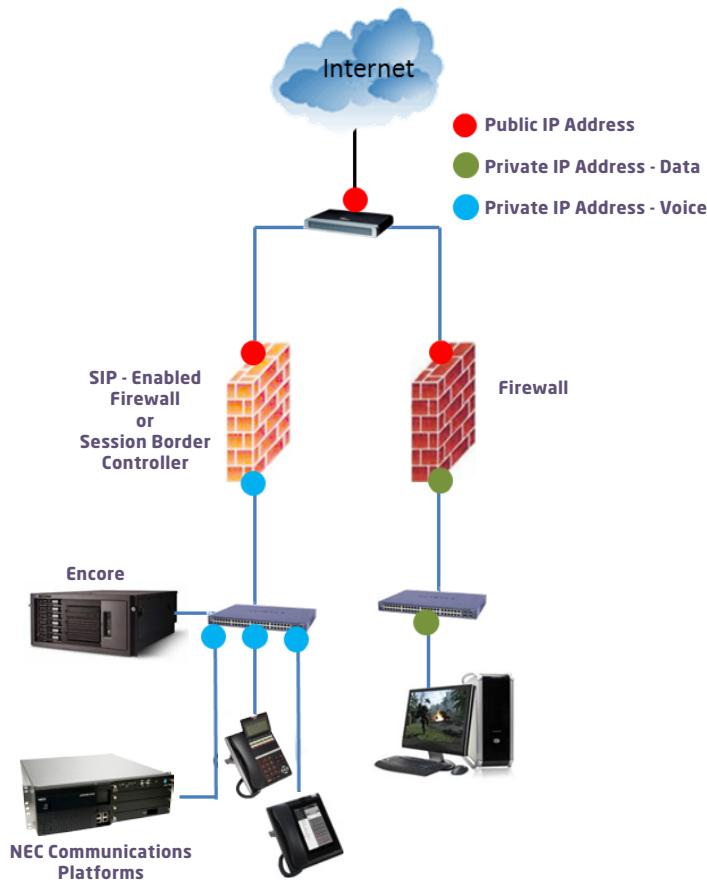 Internet
Public IP Address
Private IP Address - Data
Private IP Address - Voice
SIP - Enabled
Firewall
or
Session Border
Controller
Firewall
Encore
NEC Communications
Platforms